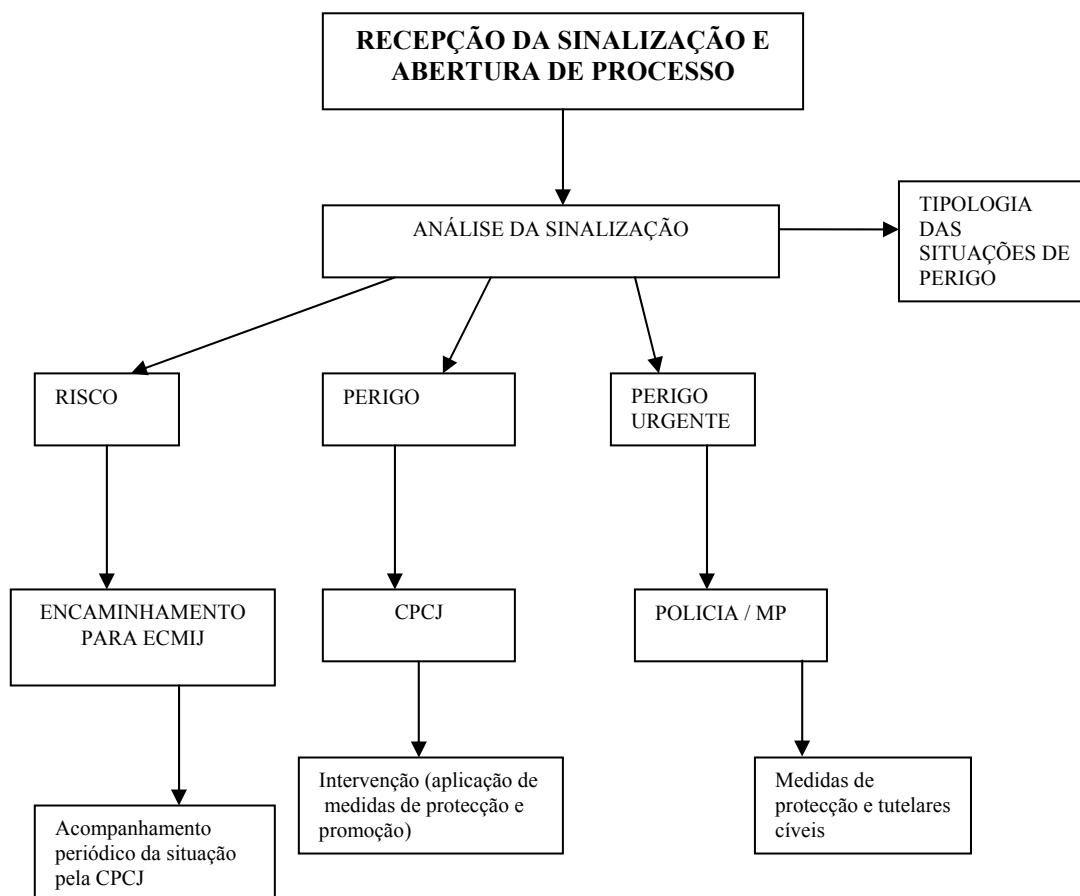 RECEPÇÃO DA SINALIZAÇÃO E
ABERTURA DE PROCESSO
ANÁLISE DA SINALIZAÇÃO
TIPOLOGIA
DAS
SITUAÇÕES DE
PERIGO
RISCO
PERIGO
PERIGO
URGENTE
ENCAMINHAMENTO
PARA ECMIJ
CPCJ
POLICIA / MP
Acompanhamento
periódico da situação
pela CPCJ
Intervenção (aplicação de
medidas de protecção e
promoção)
Medidas de
protecção e tutelares
cíveis